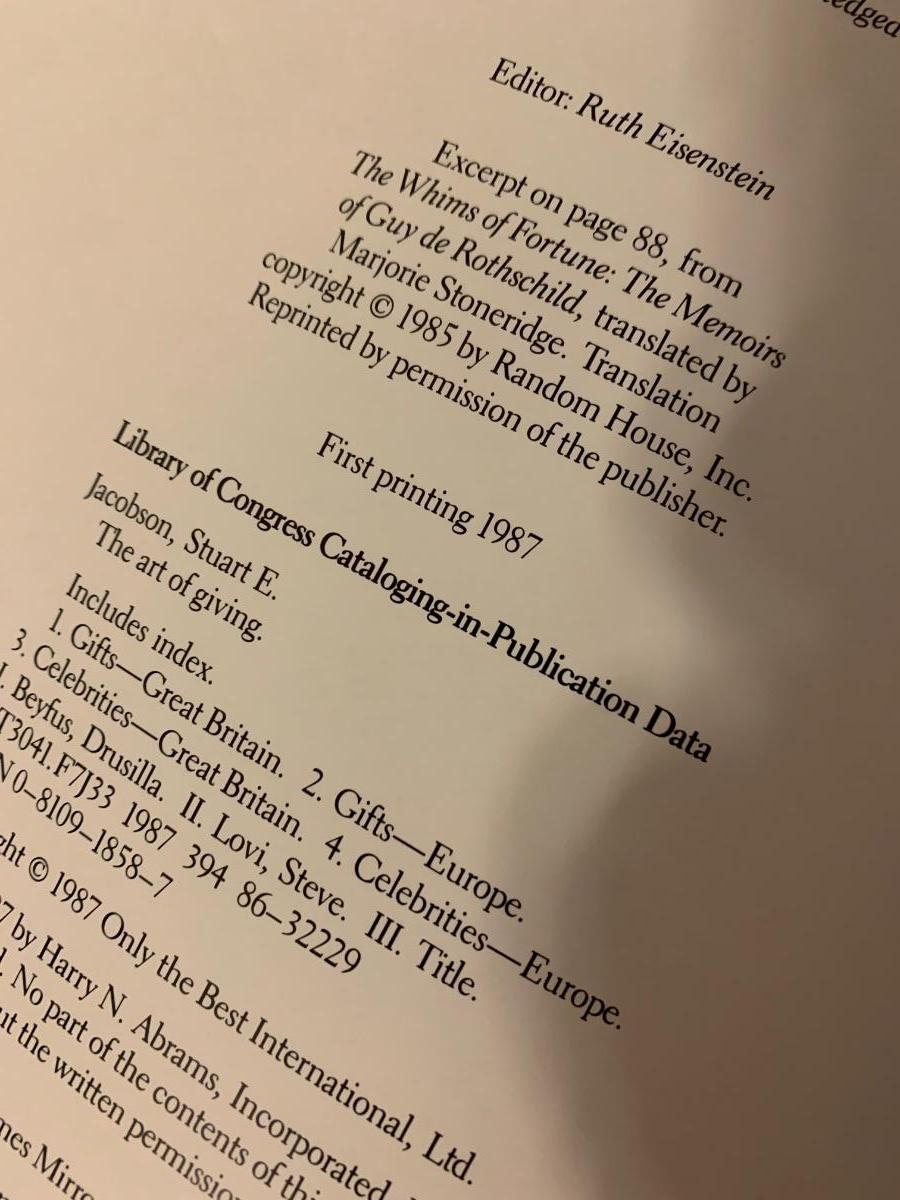 Editor: Ruth Eisenstein
Excerpt on page 88, from
The Whims of Fortune: The Memoirs
of Guy de Rothschild, translated by
Marjorie Stoneridge. Translation
copyright © 1985 by Random House, Inc.
Reprinted by permission of the publisher.
First printing 1987
Library of Congress Cataloging-in-Publication Data
Jacobson, Stuart E.
The art of giving.
Includes index.
1. Gifts—Great Britain. 2. Gifts—Europe.
3. Celebrities—Great Britain. 4. Celebrities—Europe.
I. Beyfus, Drusilla. II. Lovi, Steve. III. Title.
T3041.F7J33 1987 394 86–32229
N 0–8109–1858–7
© 1987 Only the Best International, Ltd.
by Harry N. Abrams, Incorporated
No part of the contents of
the written permission